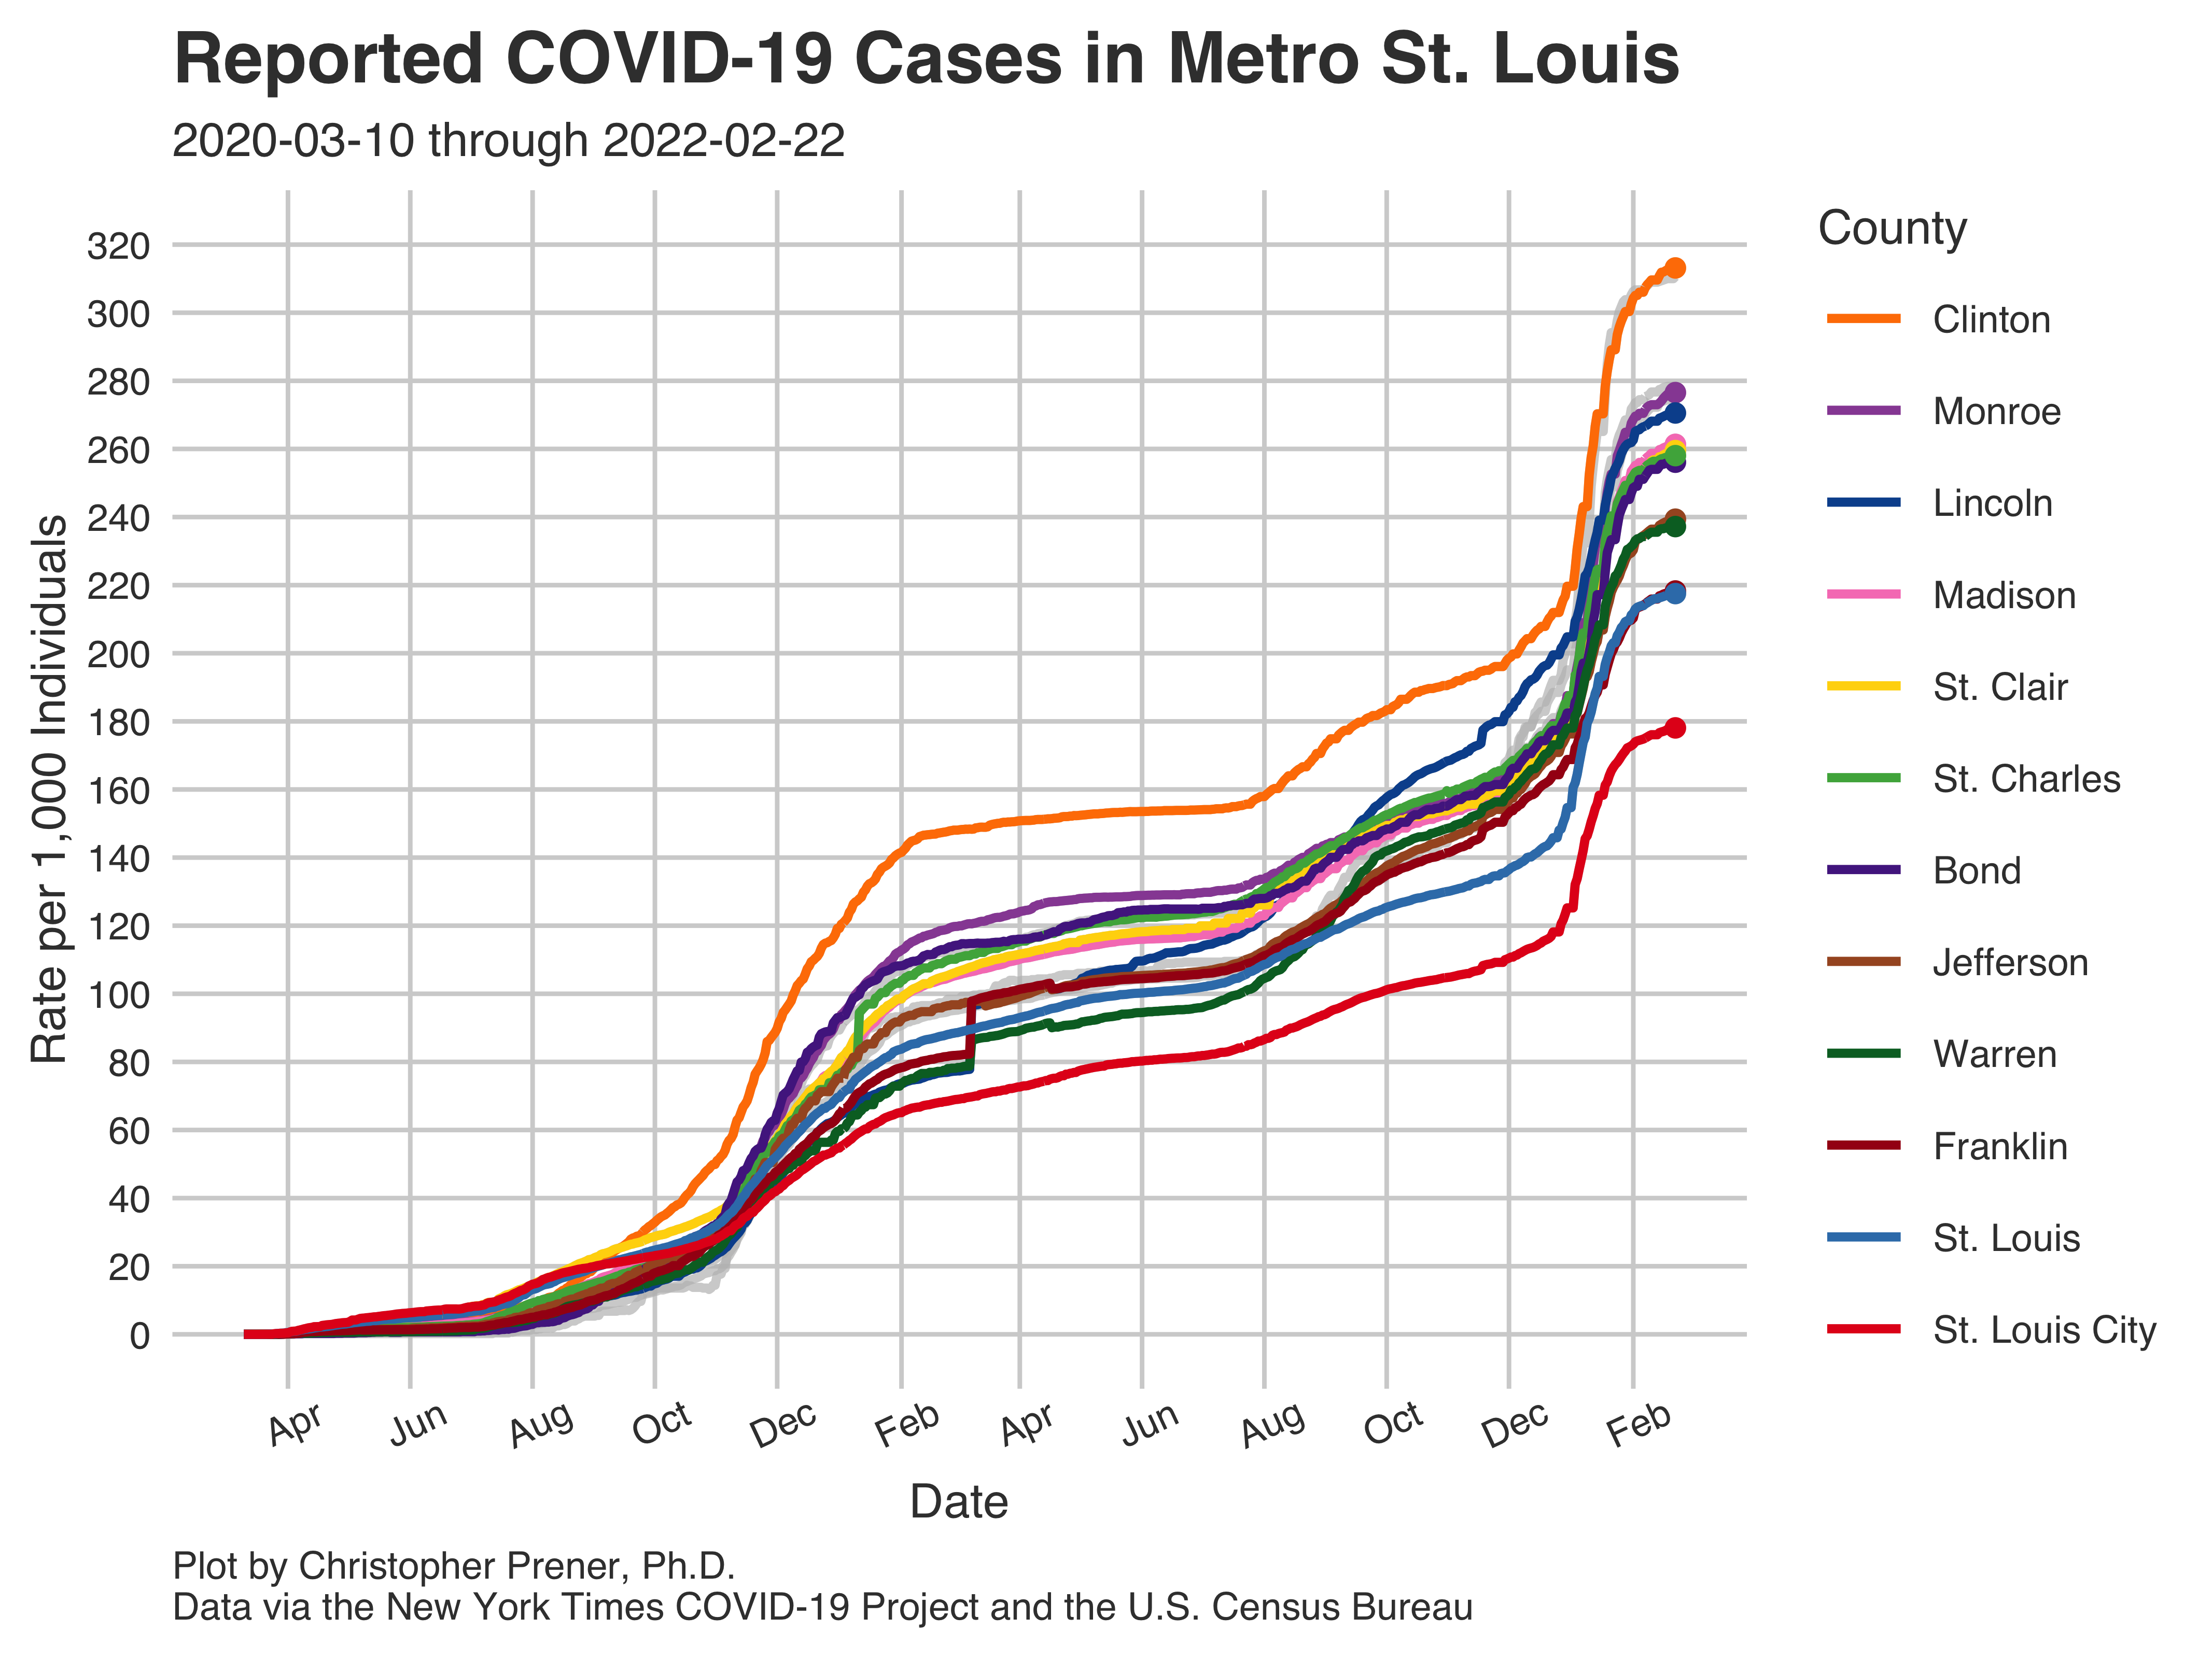 Reported COVID-19 Cases in Metro St. Louis
2020-03-10 through 2022-02-22
Rate per 1,000 Individuals
320
300
280
260
240
220
200
180
160
140
120
100
80
60
40
20
0
Apr Jun Aug Oct Dec Feb Apr Jun Aug Oct Dec Feb
Date
County
Clinton
Monroe
Lincoln
Madison
St. Clair
St. Charles
Bond
Jefferson
Warren
Franklin
St. Louis
St. Louis City
Plot by Christopher Prener, Ph.D.
Data via the New York Times COVID-19 Project and the U.S. Census Bureau